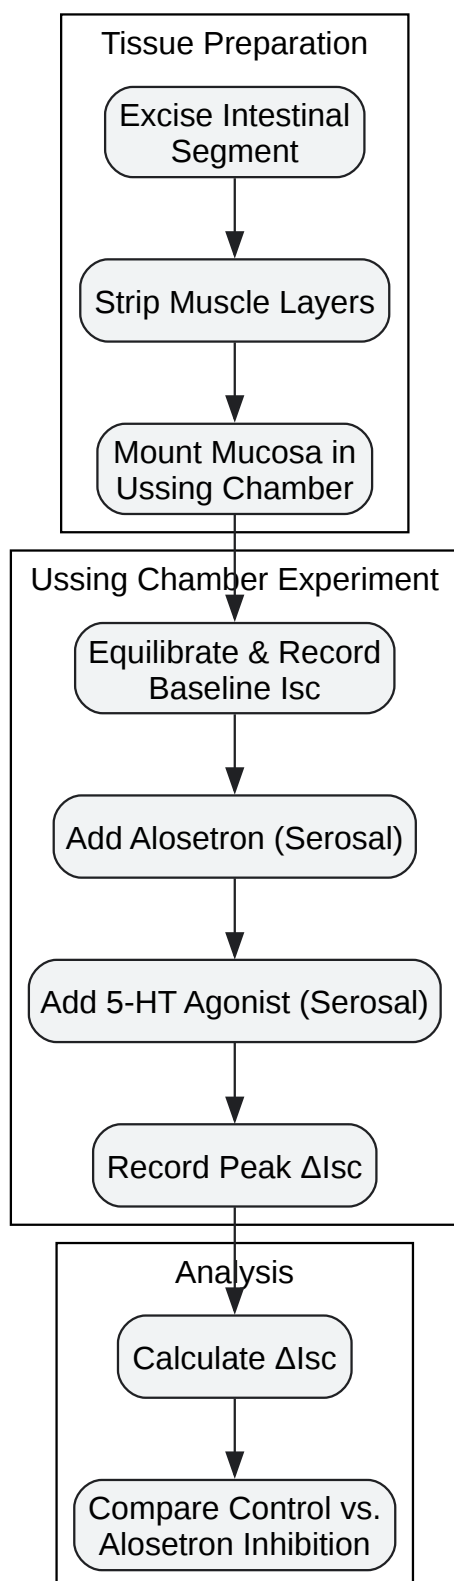 Tissue Preparation
Excise Intestinal
Segment
Strip Muscle Layers
Mount Mucosa in
Ussing Chamber
Ussing Chamber Experiment
Equilibrate & Record
Baseline Isc
Add Alosetron (Serosal)
Add 5-HT Agonist (Serosal)
Record Peak ΔIsc
Analysis
Calculate ΔIsc
Compare Control vs.
Alosetron Inhibition